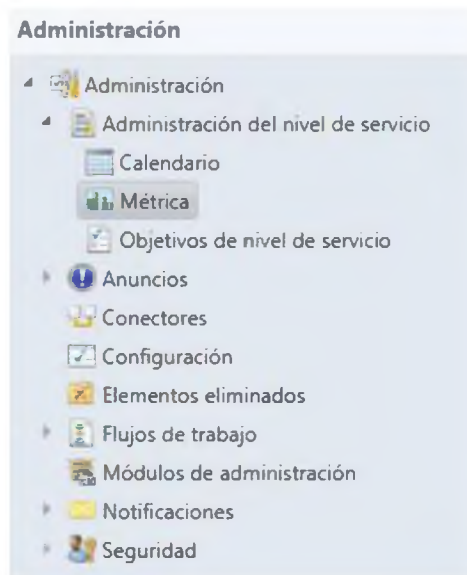 Administración
Administración
Administración del nivel de servicio
Calendario
Métrica
Objetivos de nivel de servicio
Anuncios
Conectores
Configuración
Elementos eliminados
Flujos de trabajo
Módulos de administración
Notificaciones
Seguridad